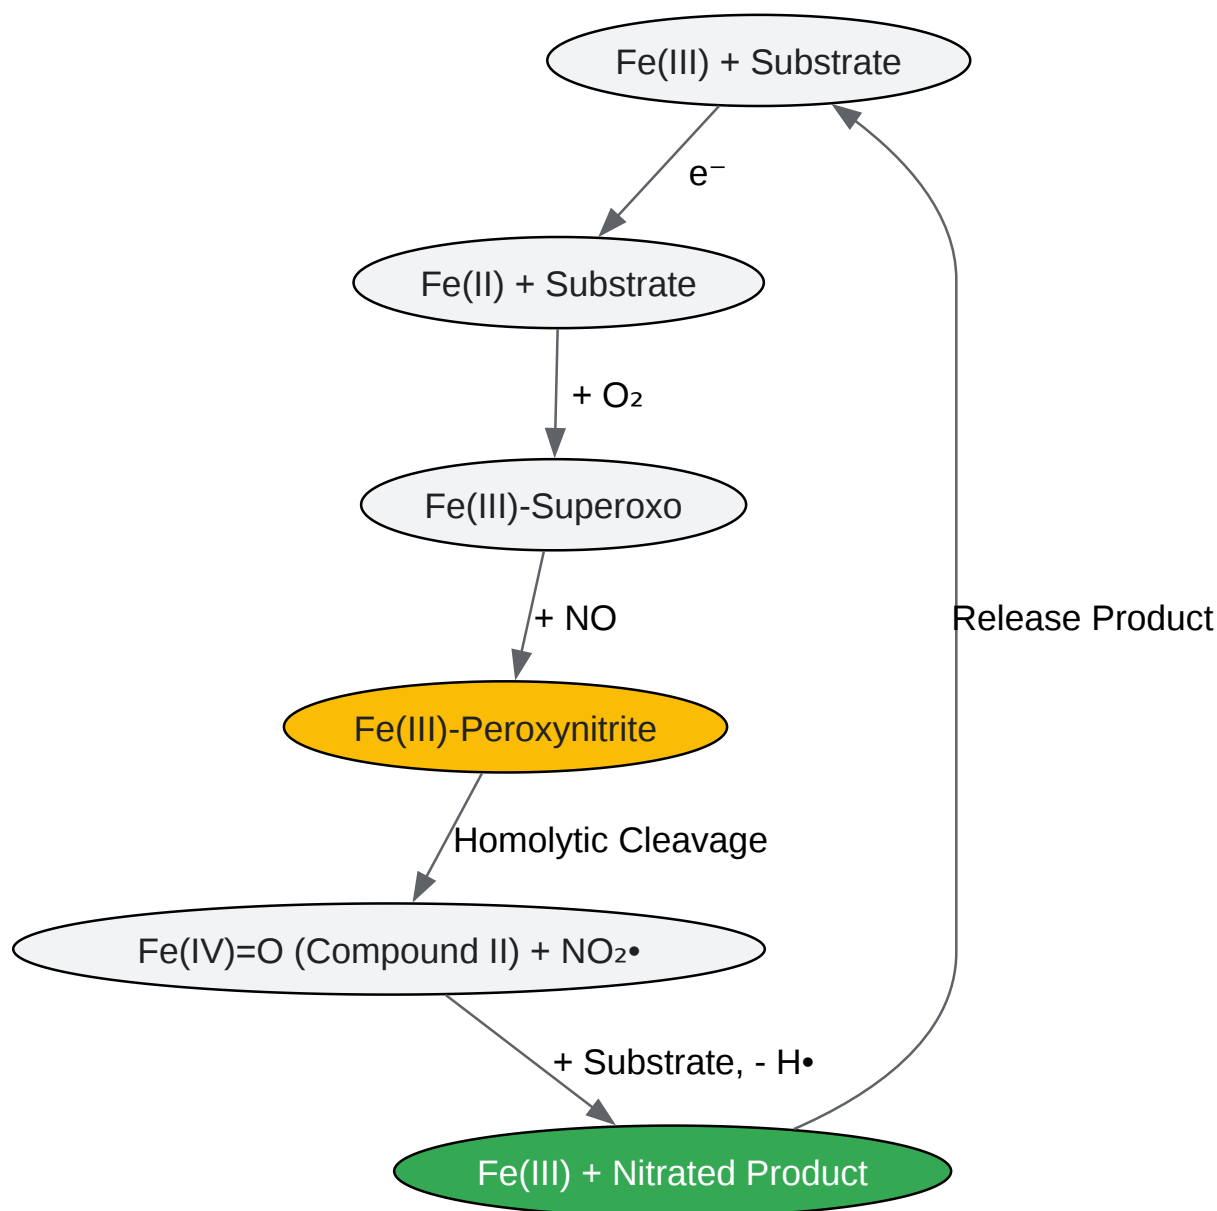 Fe(III) + Substrate
e⁻
Fe(II) + Substrate
+ O₂
Fe(III)-Superoxo
+ NO
Release Product
Fe(III)-Peroxynitrite
Homolytic Cleavage
Fe(IV)=O (Compound II) + NO₂•
+ Substrate, - H•
Fe(III) + Nitrated Product